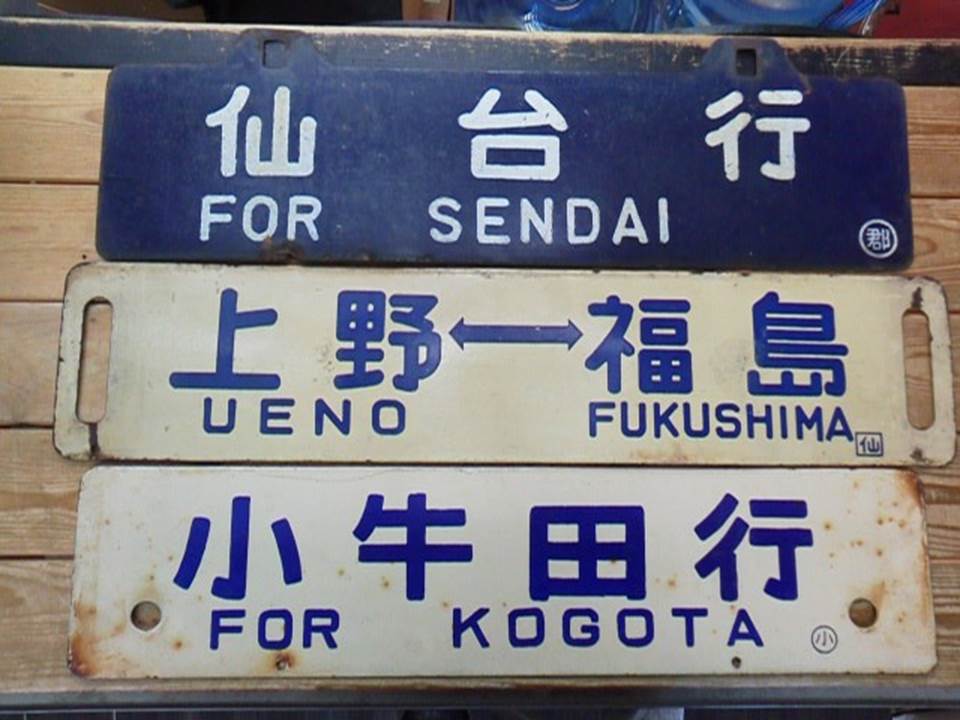 仙台行
FOR SENDAI
郡
上野↔福島
UENO FUKUSHIMA
仙
小牛田行
FOR KOGOTA
小